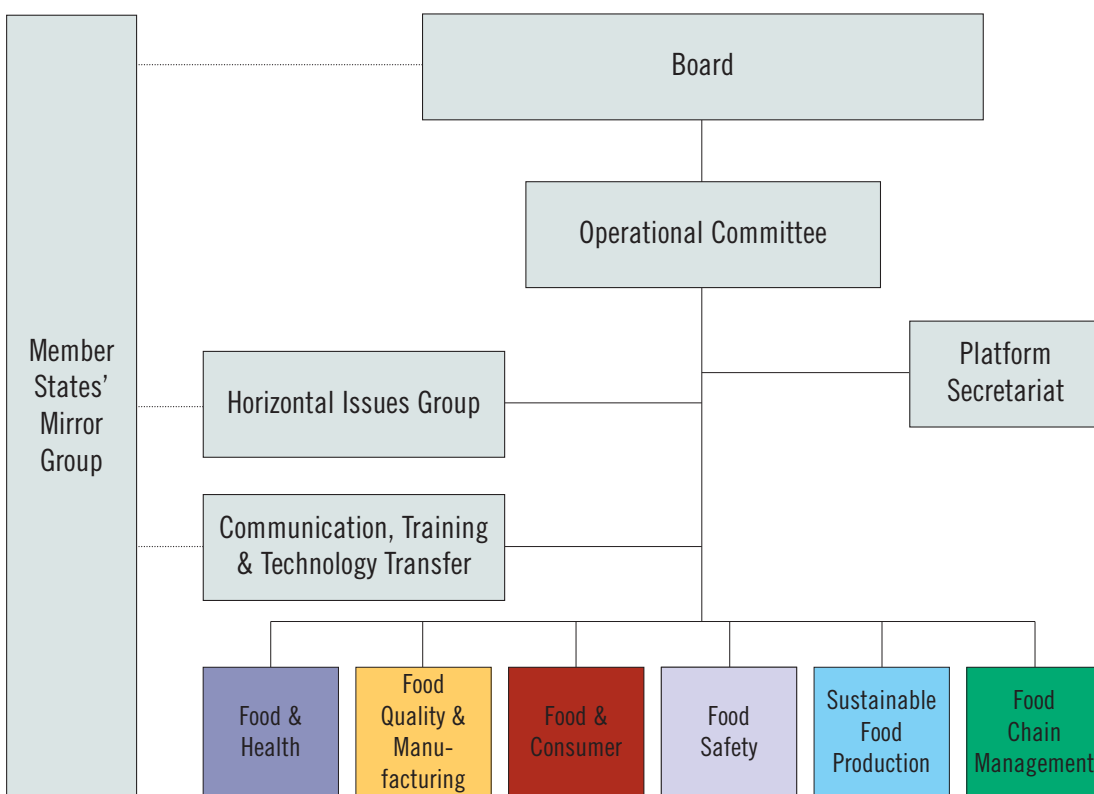 Board
Operational Committee
Member
States’
Mirror
Group
Platform
Secretariat
Horizontal Issues Group
Communication, Training
& Technology Transfer
Food &
Health
Food
Quality &
Manu-
facturing
Food &
Consumer
Food
Safety
Sustainable
Food
Production
Food
Chain
Management